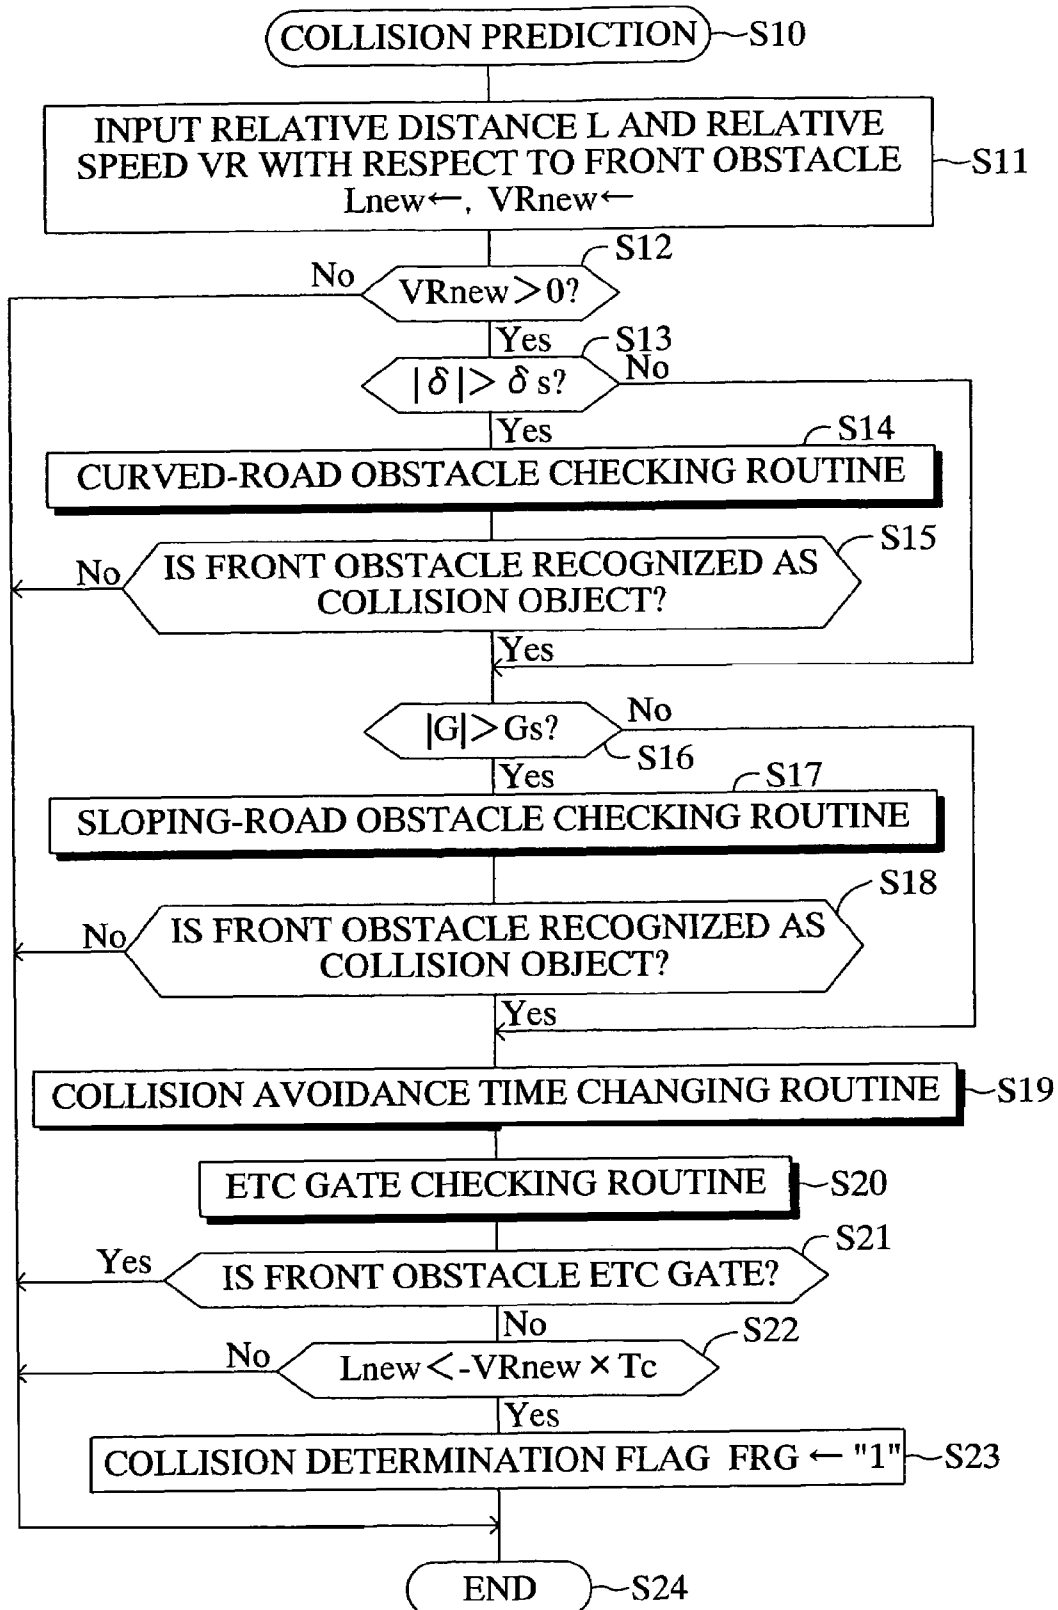 COLLISION PREDICTION
S10
INPUT RELATIVE DISTANCE L AND RELATIVE
SPEED VR WITH RESPECT TO FRONT OBSTACLE
Lnew←, VRnew←
S11
S12
No
VRnew>0?
Yes
S13
|δ|> δs?
No
Yes
S14
CURVED-ROAD OBSTACLE CHECKING ROUTINE
S15
No
IS FRONT OBSTACLE RECOGNIZED AS
COLLISION OBJECT?
Yes
|G|>Gs?
No
S16
Yes
S17
SLOPING-ROAD OBSTACLE CHECKING ROUTINE
S18
No
IS FRONT OBSTACLE RECOGNIZED AS
COLLISION OBJECT?
Yes
COLLISION AVOIDANCE TIME CHANGING ROUTINE
S19
ETC GATE CHECKING ROUTINE
S20
S21
Yes
IS FRONT OBSTACLE ETC GATE?
No
S22
No
Lnew<-VRnew×Tc
Yes
COLLISION DETERMINATION FLAG FRG ← "1"
S23
END
S24